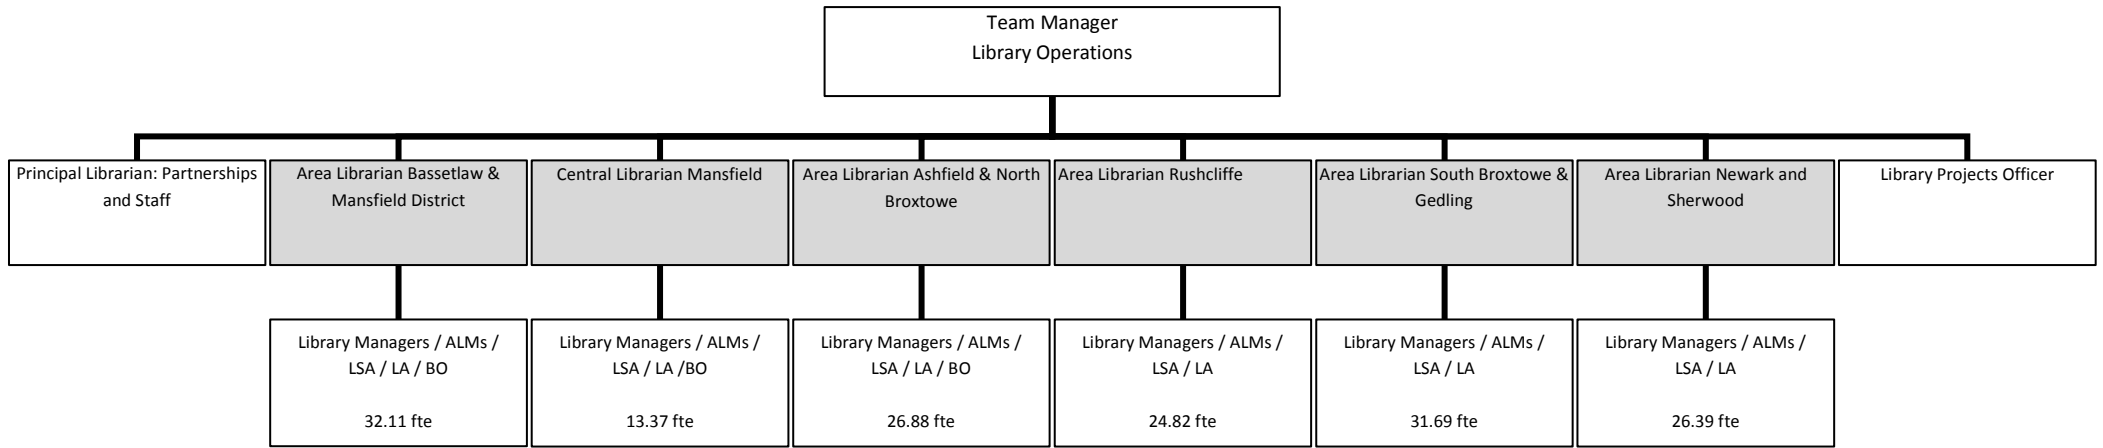 Team Manager
Library Operations
Principal Librarian: Partnerships
and Staff
Area Librarian Bassetlaw &
Mansfield District
Central Librarian Mansfield
Area Librarian Ashfield & North
Broxtowe
Area Librarian Rushcliffe
Area Librarian South Broxtowe &
Gedling
Area Librarian Newark and
Sherwood
Library Projects Officer
Library Managers / ALMs /
LSA / LA / BO
32.11 fte
Library Managers / ALMs /
LSA / LA /BO
13.37 fte
Library Managers / ALMs /
LSA / LA / BO
26.88 fte
Library Managers / ALMs /
LSA / LA
24.82 fte
Library Managers / ALMs /
LSA / LA
31.69 fte
Library Managers / ALMs /
LSA / LA
26.39 fte